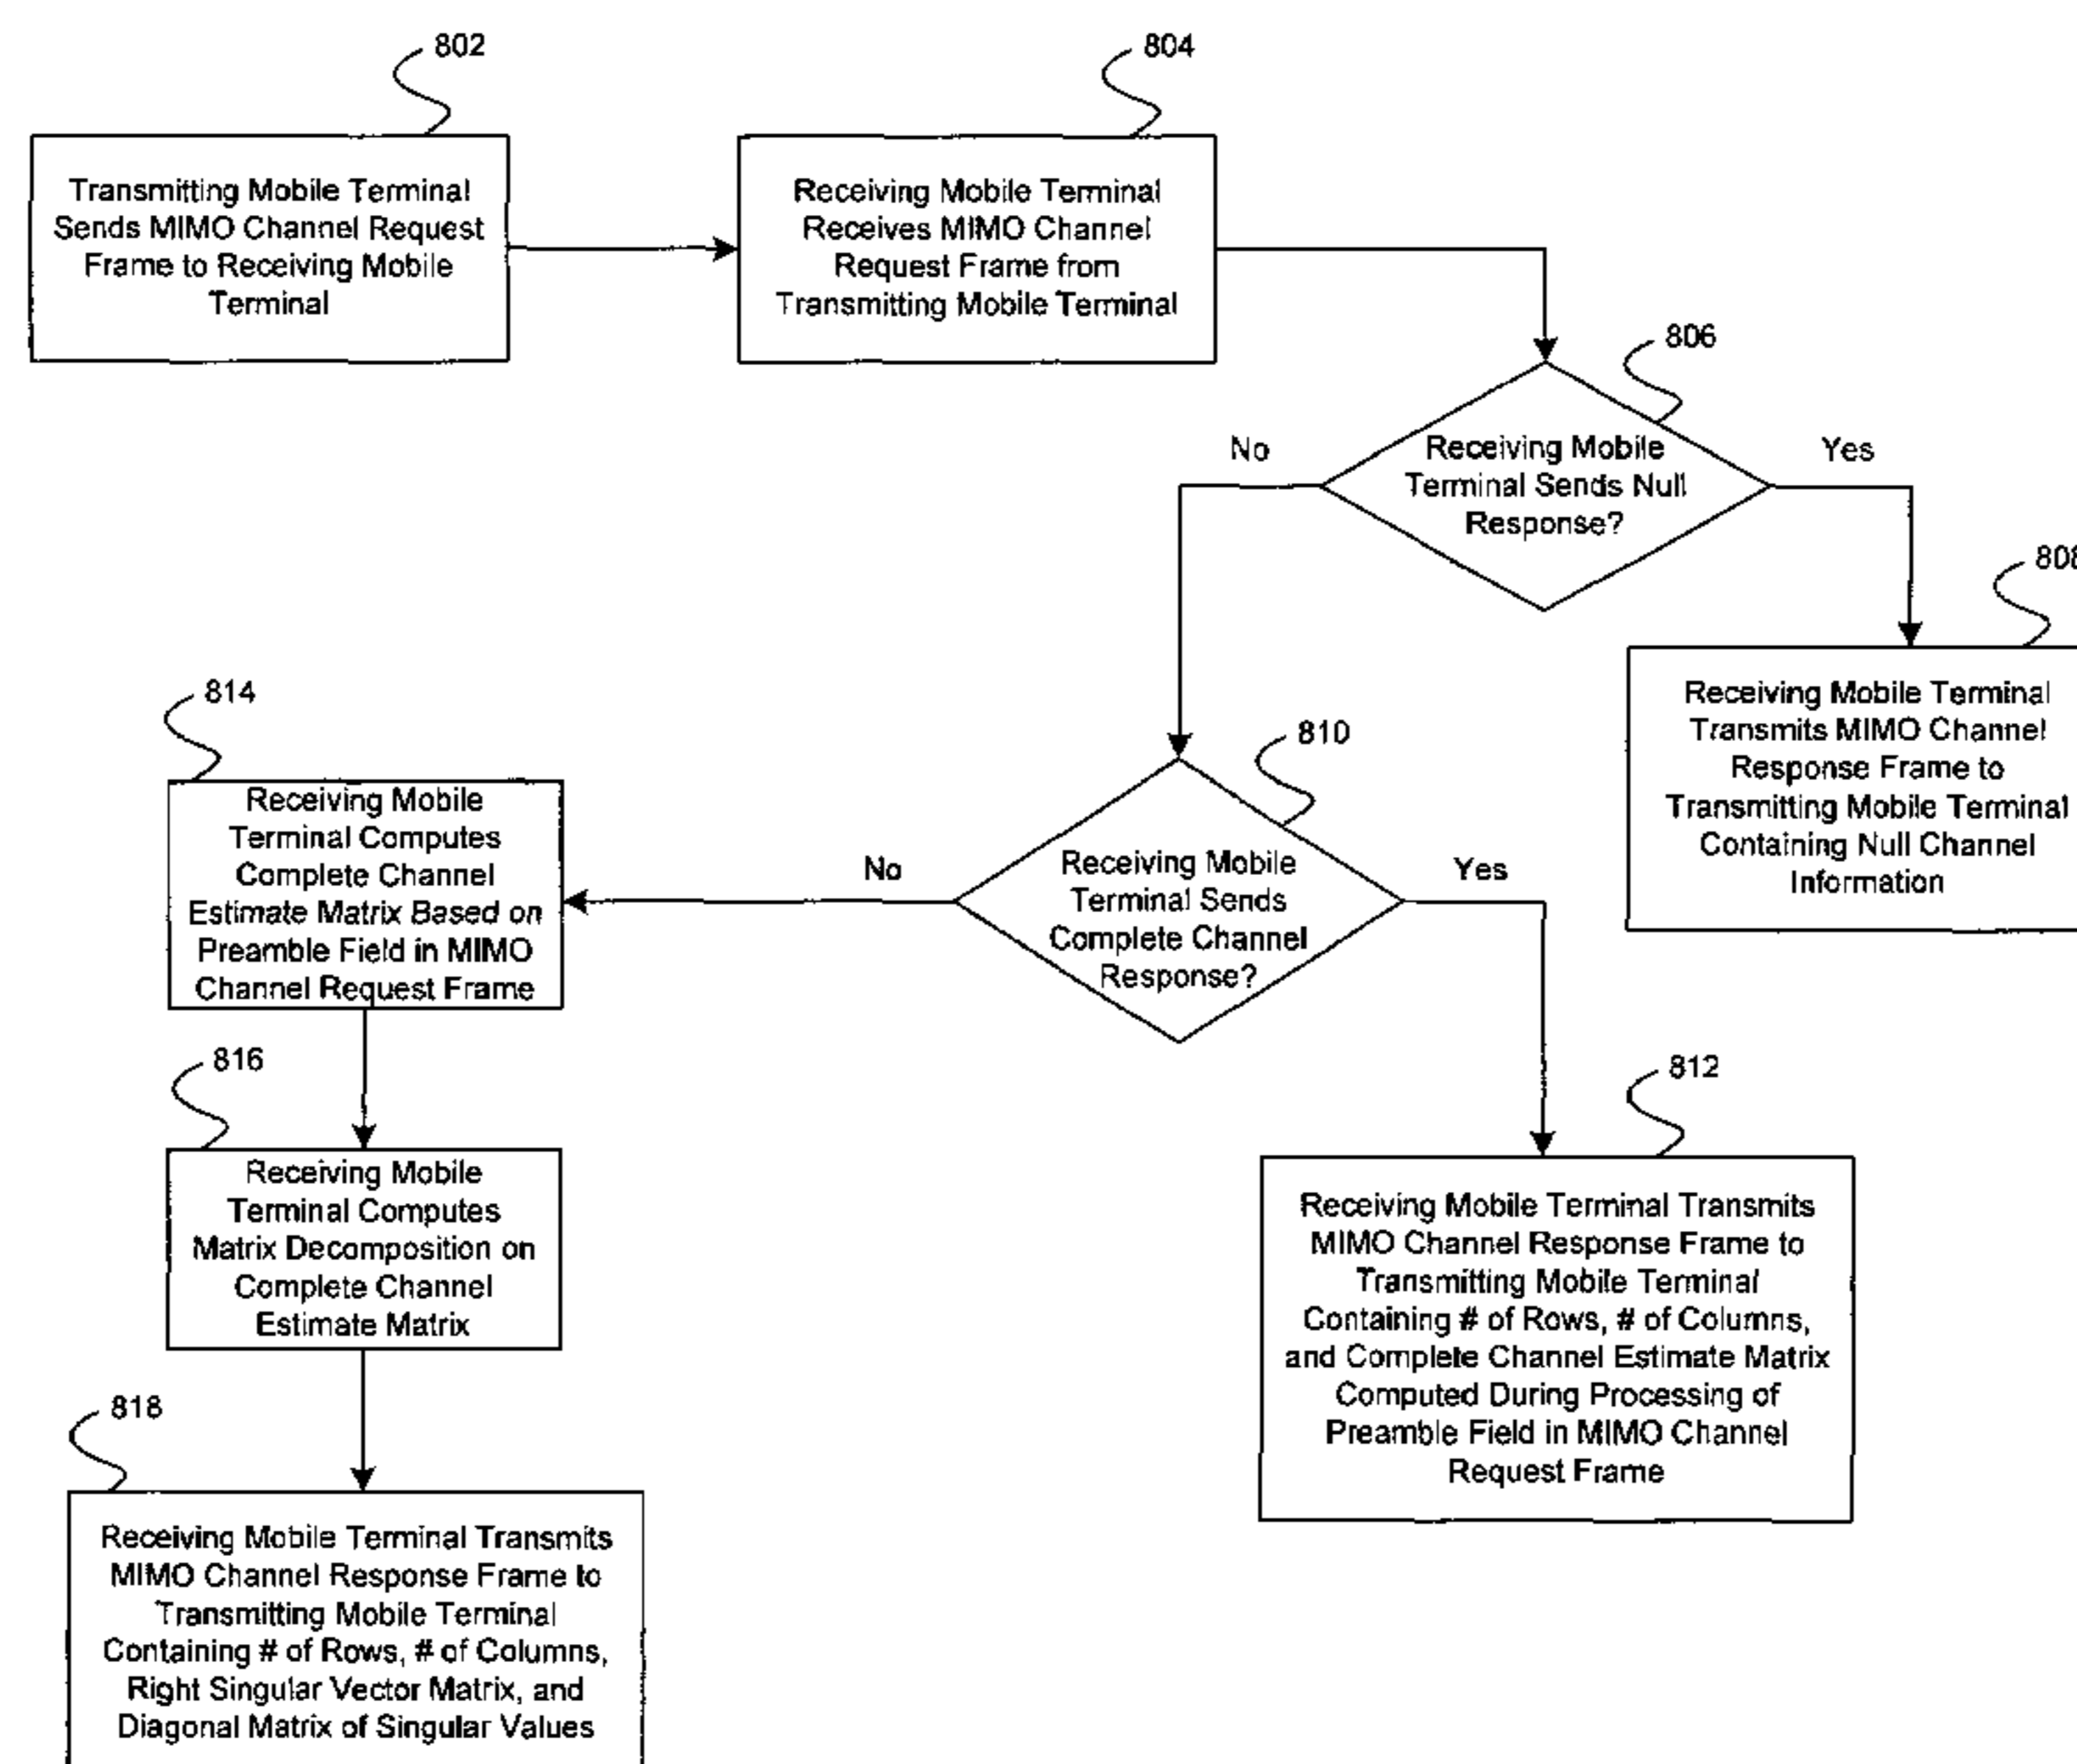 802
Transmitting Mobile Terminal
Sends MIMO Channel Request
Frame to Receiving Mobile
Terminal
804
Receiving Mobile Terminal
Receives MIMO Channel
Request Frame from
Transmitting Mobile Terminal
806
Receiving Mobile
Terminal Sends Null
Response?
No
Yes
808
Receiving Mobile Terminal
Transmits MIMO Channel
Response Frame to
Transmitting Mobile Terminal
Containing Null Channel
Information
810
Receiving Mobile
Terminal Sends
Complete Channel
Response?
No
Yes
814
Receiving Mobile
Terminal Computes
Complete Channel
Estimate Matrix Based on
Preamble Field in MIMO
Channel Request Frame
816
Receiving Mobile
Terminal Computes
Matrix Decomposition on
Complete Channel
Estimate Matrix
812
Receiving Mobile Terminal Transmits
MIMO Channel Response Frame to
Transmitting Mobile Terminal
Containing # of Rows, # of Columns,
and Complete Channel Estimate Matrix
Computed During Processing of
Preamble Field in MIMO Channel
Request Frame
818
Receiving Mobile Terminal Transmits
MIMO Channel Response Frame to
Transmitting Mobile Terminal
Containing # of Rows, # of Columns,
Right Singular Vector Matrix, and
Diagonal Matrix of Singular Values